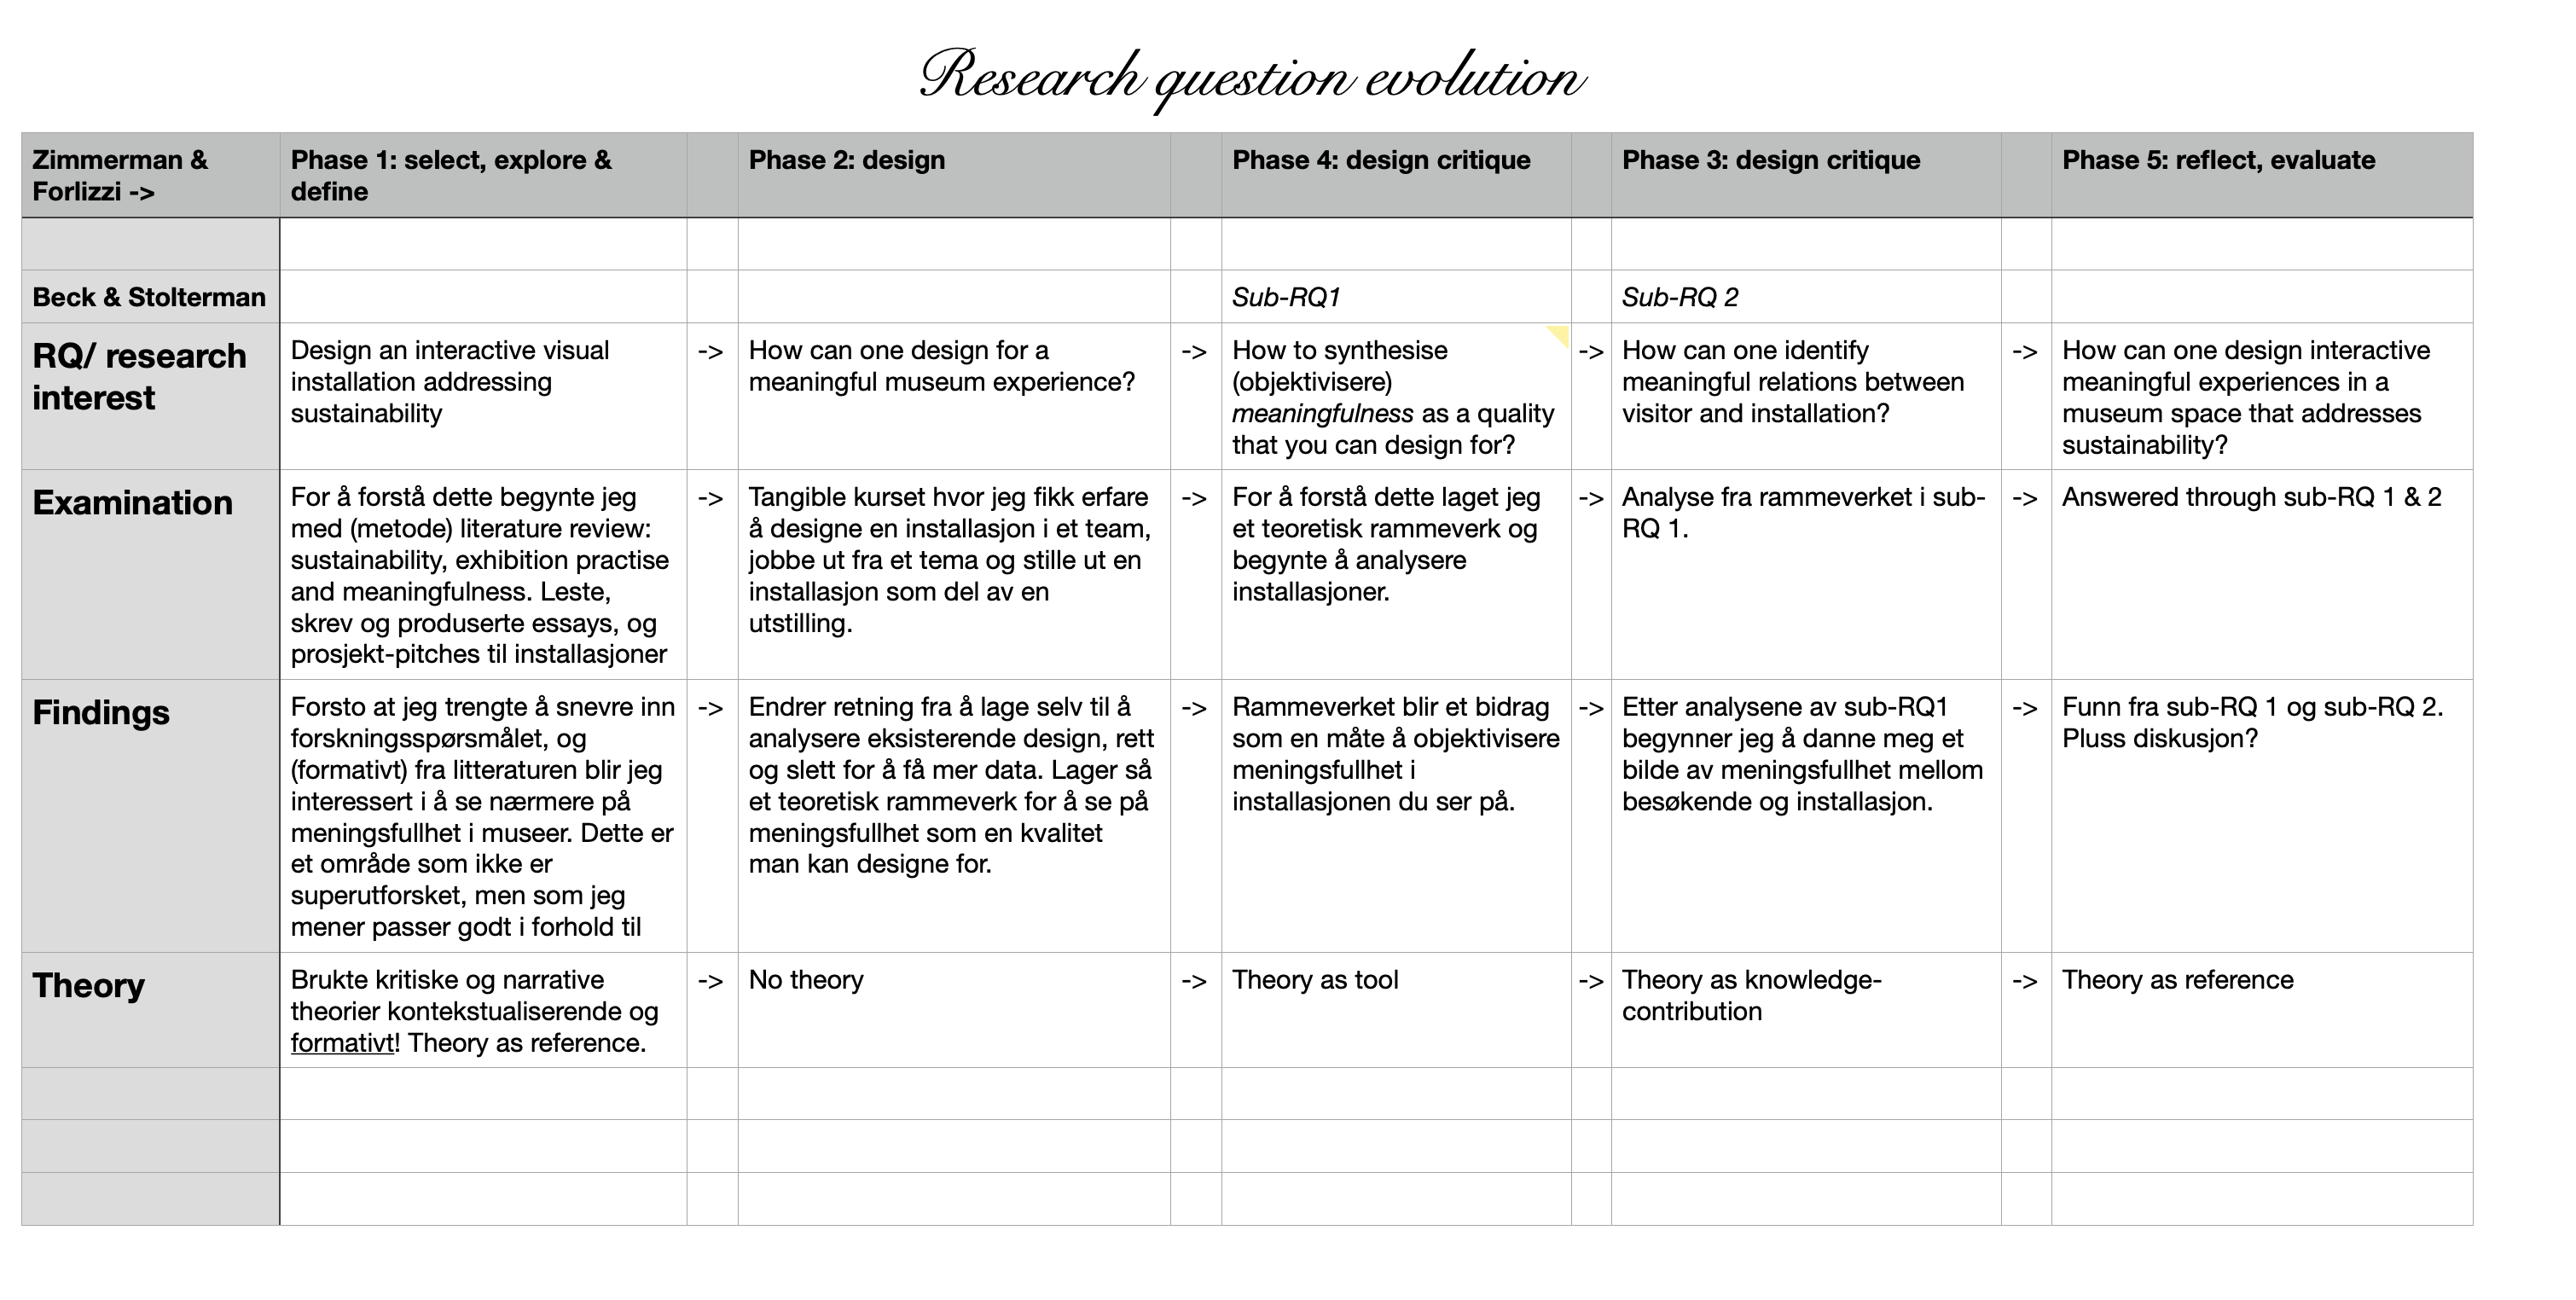 Research question evolution
Zimmerman &
Forlizzi ->
Phase 1: select, explore &
define
Phase 2: design
Phase 4: design critique
Phase 3: design critique
Phase 5: reflect, evaluate
Beck & Stolterman
Sub-RQ1
Sub-RQ 2
RQ/ research
interest
Design an interactive visual
installation addressing
sustainability
->
How can one design for a
meaningful museum experience?
->
How to synthesise
(objektivisere)
meaningfulness as a quality
that you can design for?
->
How can one identify
meaningful relations between
visitor and installation?
->
How can one design interactive
meaningful experiences in a
museum space that addresses
sustainability?
Examination
For å forstå dette begynte jeg
med (metode) literature review:
sustainability, exhibition practise
and meaningfulness. Leste,
skrev og produserte essays, og
prosjekt-pitches til installasjoner
->
Tangible kurset hvor jeg fikk erfare
å designe en installasjon i et team,
jobbe ut fra et tema og stille ut en
installasjon som del av en
utstilling.
->
For å forstå dette laget jeg
et teoretisk rammeverk og
begynte å analysere
installasjoner.
->
Analyse fra rammeverket i sub-
RQ 1.
->
Answered through sub-RQ 1 & 2
Findings
Forsto at jeg trengte å snevre inn
forskningsspørsmålet, og
(formativt) fra litteraturen blir jeg
interessert i å se nærmere på
meningsfullhet i museer. Dette er
et område som ikke er
superutforsket, men som jeg
mener passer godt i forhold til
->
Endrer retning fra å lage selv til å
analysere eksisterende design, rett
og slett for å få mer data. Lager så
et teoretisk rammeverk for å se på
meningsfullhet som en kvalitet
man kan designe for.
->
Rammeverket blir et bidrag
som en måte å objektivisere
meningsfullhet i
installasjonen du ser på.
->
Etter analysene av sub-RQ1
begynner jeg å danne meg et
bilde av meningsfullhet mellom
besøkende og installasjon.
->
Funn fra sub-RQ 1 og sub-RQ 2.
Pluss diskusjon?
Theory
Brukte kritiske og narrative
theorier kontekstualiserende og
formativt! Theory as reference.
->
No theory
->
Theory as tool
->
Theory as knowledge-
contribution
->
Theory as reference